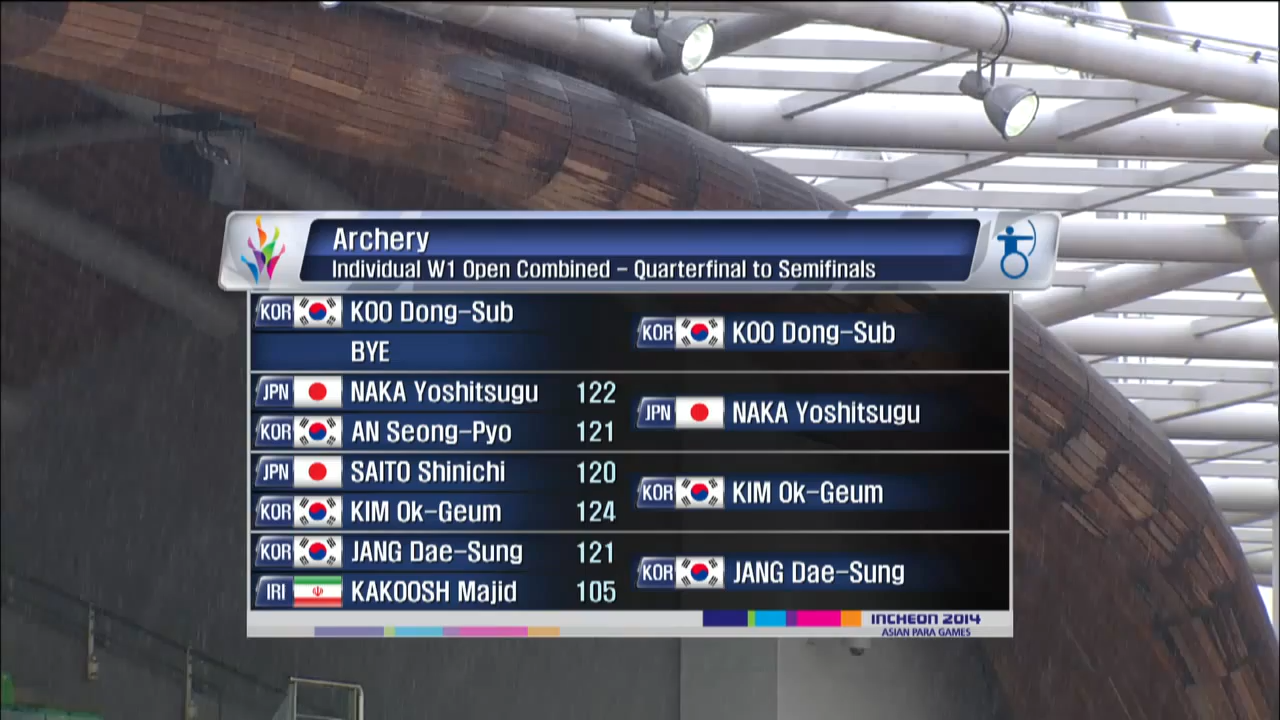 Archery
Individual W1 Open Combined - Quarterfinal to Semifinals
KOR KOO Dong-Sub
BYE
KOR KOO Dong-Sub
JPN NAKA Yoshitsugu 122
KOR AN Seong-Pyo 121
JPN NAKA Yoshitsugu
JPN SAITO Shinichi 120
KOR KIM Ok-Geum 124
KOR KIM Ok-Geum
KOR JANG Dae-Sung 121
IRI KAKOOSH Majid 105
KOR JANG Dae-Sung
INCHEON 2014
ASIAN PARA GAMES